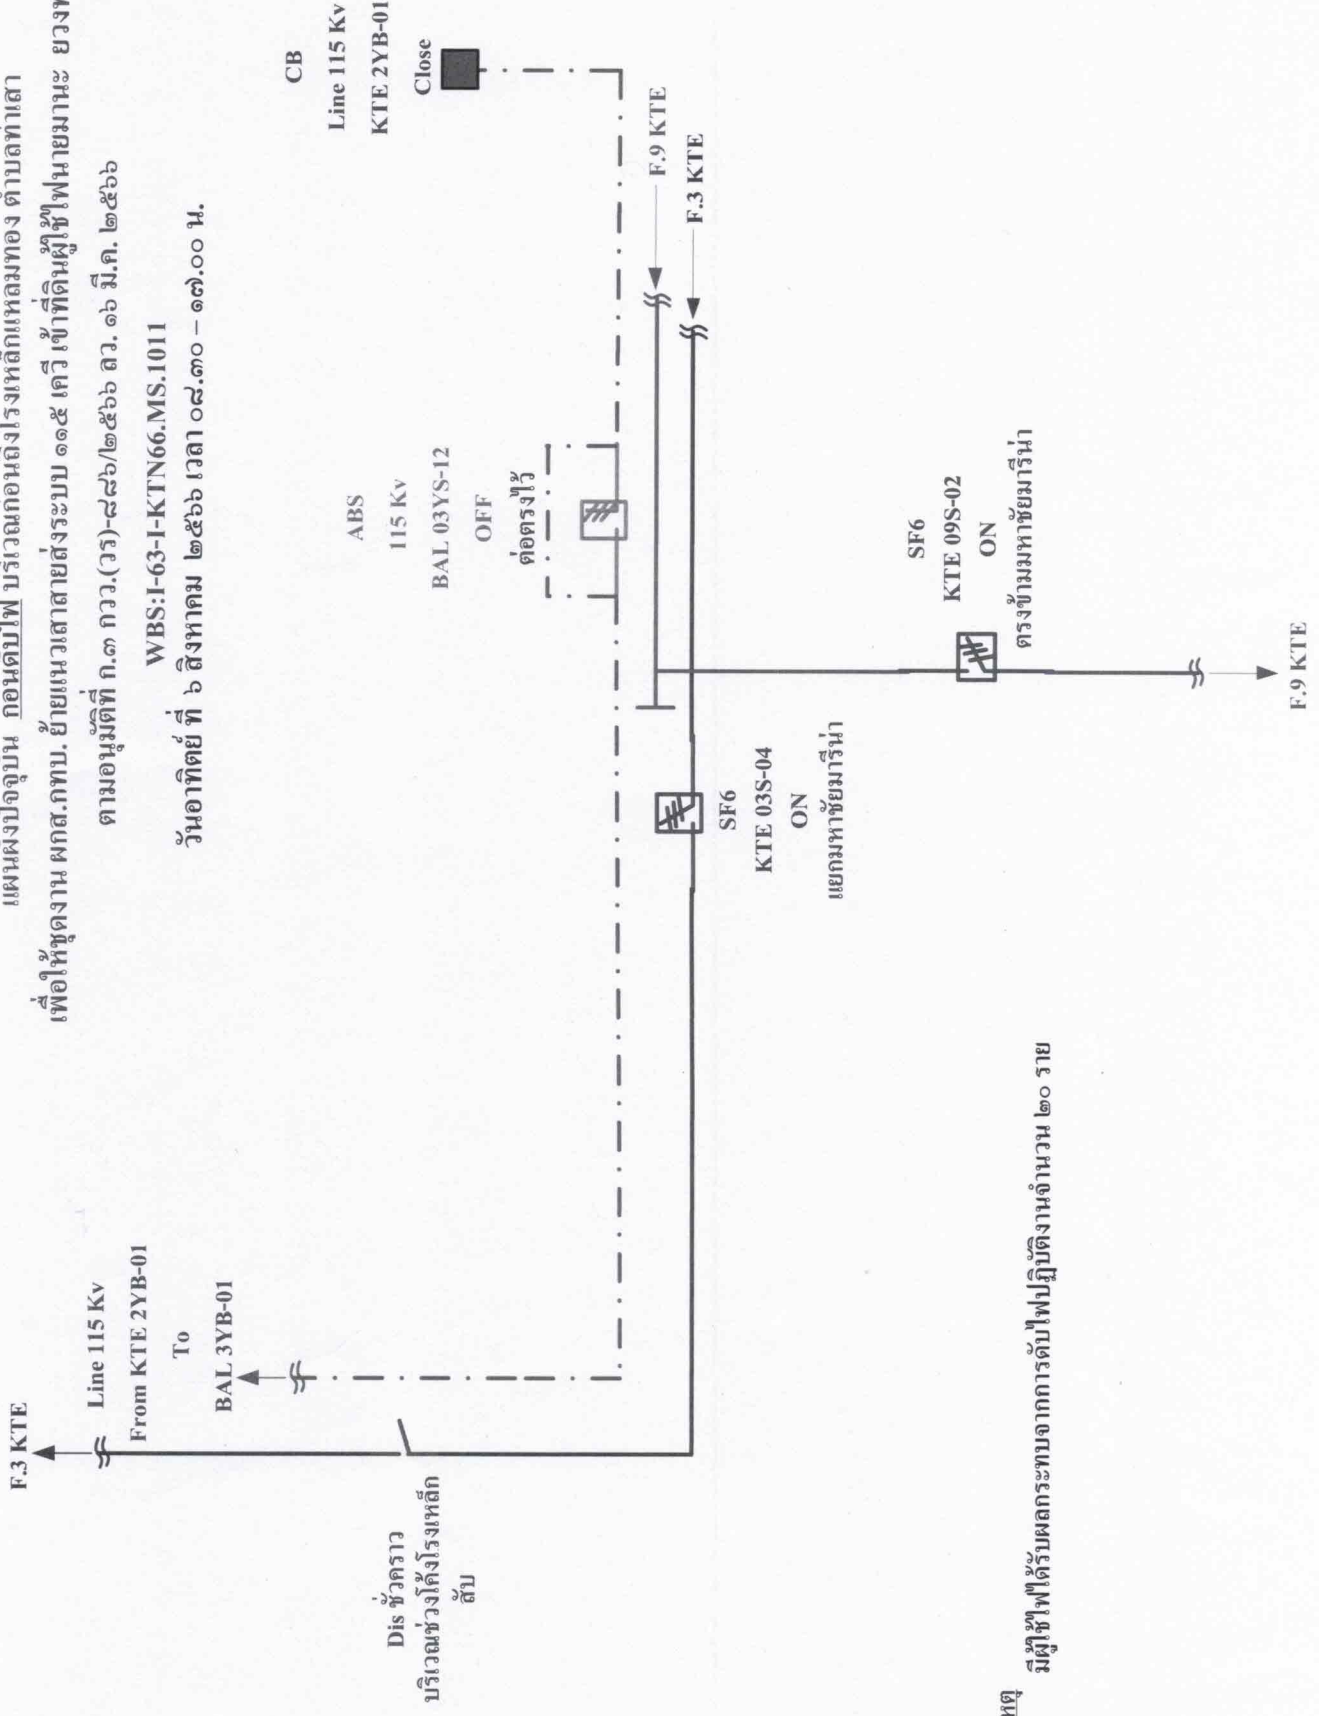 แผนผังปัจจุบัน ก่อนดับไฟ บริเวณก่อนถึงโรงเหล็กแหลมทอง ตำบลท่าเสา
เพื่อให้ชุดงาน ผกส.กทบ. ย้ายแนวเสาสายส่งระบบ ๑๑๕ เควี เข้าที่ดินผู้ใช้ไฟนายมานะ
ตามอนุมัติที่ ก.๓ กวว.(วร)-๘๘๖/๒๕๖๖ ลว. ๑๖ มี.ค. ๒๕๖๖
WBS:I-63-I-KTN66.MS.1011
วันอาทิตย์ ที่ ๖ สิงหาคม ๒๕๖๖ เวลา ๐๘.๓๐ – ๑๗.๐๐ น.
F.3 KTE
Line 115 Kv
From KTE 2YB-01
To
BAL 3YB-01
CB
Line 115 Kv
KTE 2YB-01
Close
ABS
115 Kv
BAL 03YS-12
OFF
ต่อตรงไว้
Dis ชั่วคราว
บริเวณช่วงโค้งโรงเหล็ก
สับ
F.9 KTE
F.3 KTE
SF6
KTE 03S-04
ON
แยกมหาชัยมารีน่า
SF6
KTE 09S-02
ON
ตรงข้ามมหาชัยมารีน่า
F.9 KTE
มีผู้ใช้ไฟได้รับผลกระทบจากการดับไฟปฏิบัติงานจำนวน ๒๐ ราย